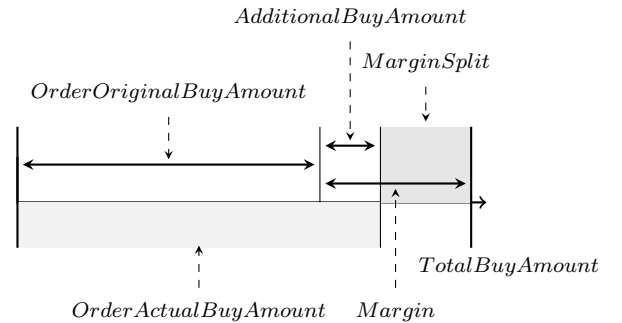 AdditionalBuyAmount
MarginSplit
OrderOriginalBuyAmount
TotalBuyAmount
OrderActualBuyAmount
Margin